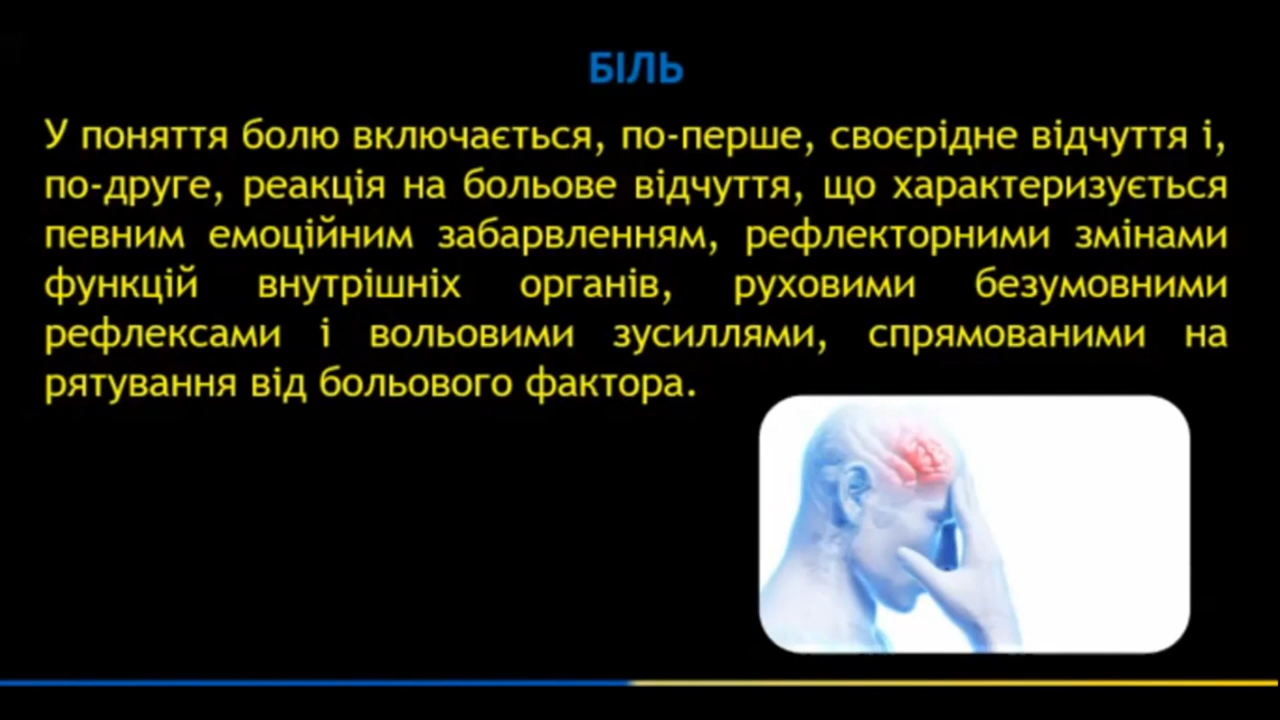 БІЛЬ
У поняття болю включається, по-перше, своєрідне відчуття і,
по-друге, реакція на больове відчуття, що характеризується
певним емоційним забарвленням, рефлекторними змінами
функцій внутрішніх органів, руховими безумовними
рефлексами і вольовими зусиллями, спрямованими на
рятування від больового фактора.